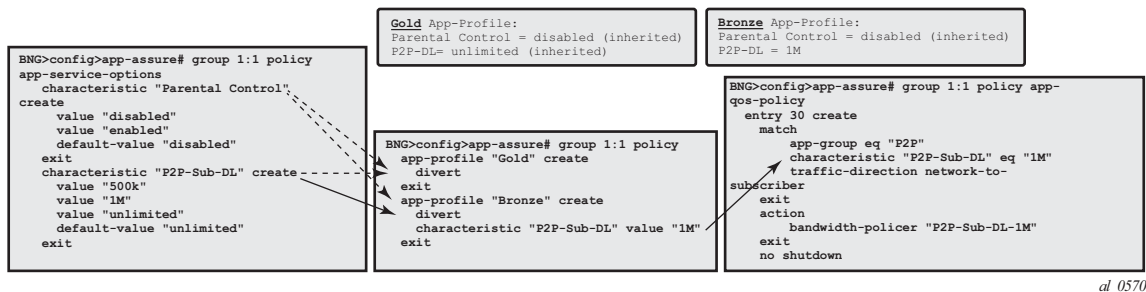 Gold App-Profile:
Parental Control = disabled (inherited)
P2P-DL= unlimited (inherited)
Bronze App-Profile:
Parental Control = disabled (inherited)
P2P-DL = 1M
BNG>config>app-assure# group 1:1 policy
app-service-options
characteristic "Parental Control"
create
value "disabled"
value "enabled"
default-value "disabled"
exit
characteristic "P2P-Sub-DL" create
value "500k"
value "1M"
value "unlimited"
default-value "unlimited"
exit
BNG>config>app-assure# group 1:1 policy
app-profile "Gold" create
divert
exit
app-profile "Bronze" create
divert
characteristic "P2P-Sub-DL" value "1M"
exit
BNG>config>app-assure# group 1:1 policy app-
qos-policy
entry 30 create
match
app-group eq "P2P"
characteristic "P2P-Sub-DL" eq "1M"
traffic-direction network-to-
subscriber
exit
action
bandwidth-policer "P2P-Sub-DL-1M"
exit
no shutdown
al_0570